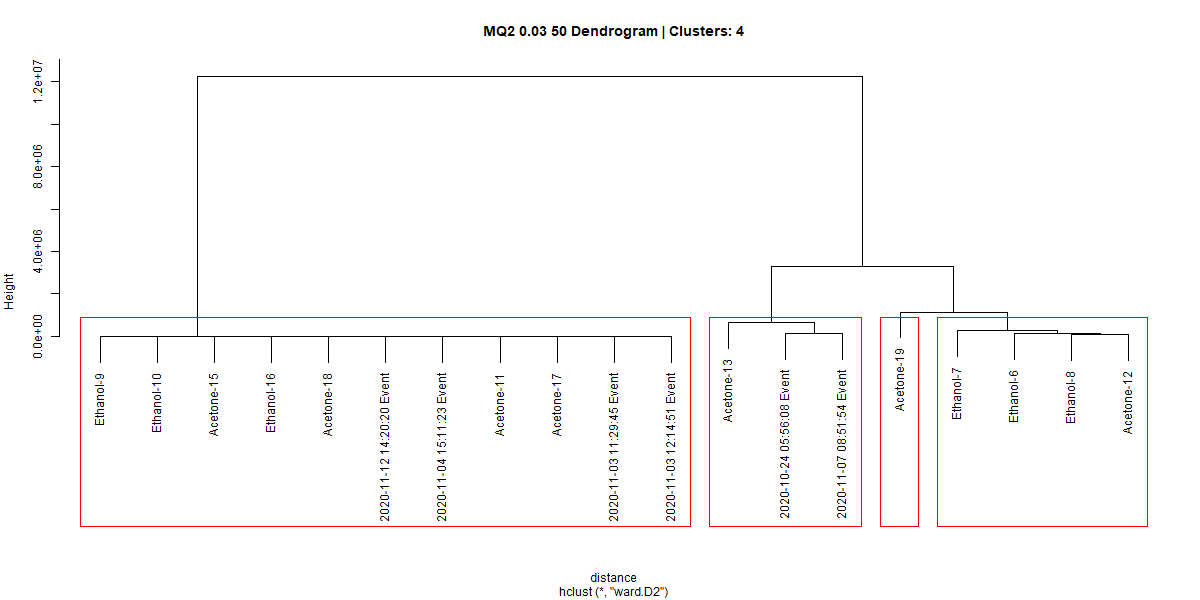 MQ2 0.03 50 Dendrogram | Clusters: 4
Height
1.2e+07
8.0e+06
4.0e+06
0.0e+00
Ethanol-9
Ethanol-10
Acetone-15
Ethanol-16
Acetone-18
2020-11-12 14:20:20 Event
2020-11-04 15:11:23 Event
Acetone-11
Acetone-17
2020-11-03 11:29:45 Event
2020-11-03 12:14:51 Event
Acetone-13
2020-10-24 05:56:08 Event
2020-11-07 08:51:54 Event
Acetone-19
Ethanol-7
Ethanol-6
Ethanol-8
Acetone-12
distance
hclust (*, "ward.D2")